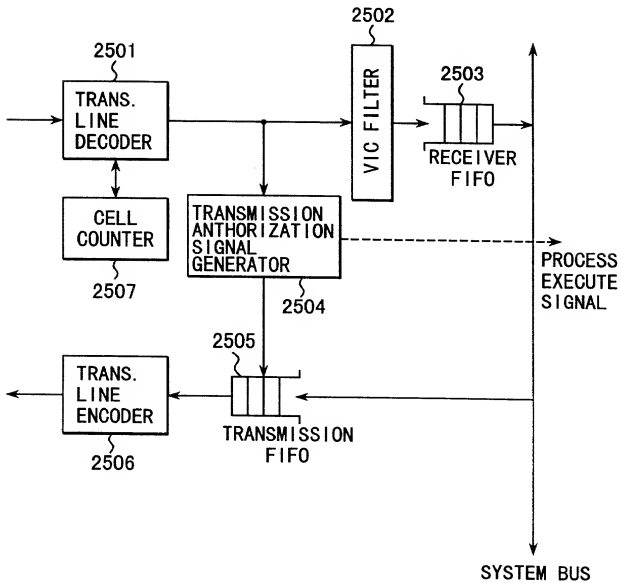 2501
TRANS.
LINE
DECODER
2502
VIC FILTER
2503
RECEIVER
FIFO
CELL
COUNTER
2507
TRANSMISSION
ANTHORIZATION
SIGNAL
GENERATOR
2504
PROCESS
EXECUTE
SIGNAL
TRANS.
LINE
ENCODER
2506
2505
TRANSMISSION
FIFO
SYSTEM BUS